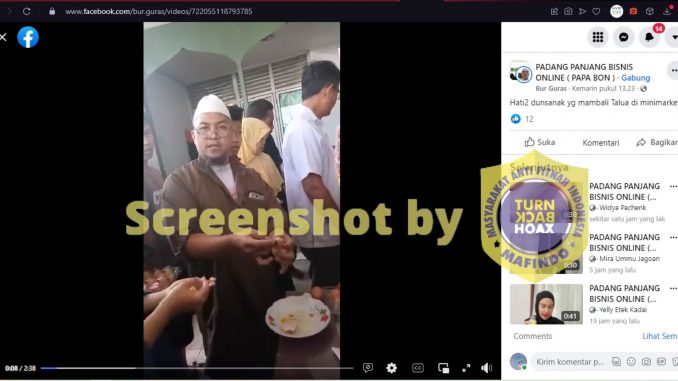 www.facebook.com/bur.guras/videos/722055118793785
14
PADANG PANJANG BISNIS
ONLINE ( PAPA BON ) · Gabung
Bur Guras · Kemarin pukul 13.23 ·
Hati2 dunsanak yg mambali Talua di minimarke
12
Suka Komentari Bagikan
Selanjutnya
PADANG PANJANG
BISNIS ONLINE (...
Widya Pachenk
sekitar satu jam yang lalu
PADANG PANJANG
BISNIS ONLINE (...
Mira Ummu Jagoan
5 jam yang lalu
0:30
PADANG PANJANG
BISNIS ONLINE (...
Yelly Etek Kadai
19 jam yang lalu
0:41
Comments Lihat Sem
Kirim komentar p...
0:08 / 2:38
Screenshot by
MASYARAKAT ANTI FITNAH INDONESIA
TURN
BACK
HOAX
MAFINDO